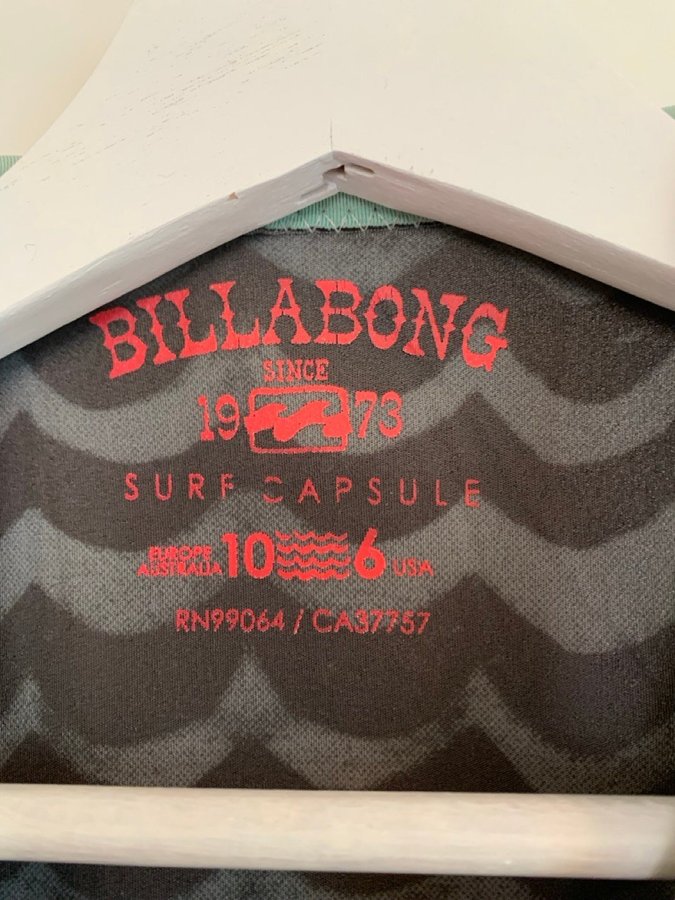 BILLABONG
SINCE
19 73
SURF CAPSULE
EUROPE
AUSTRALIA 10 6 USA
RN99064 / CA37757